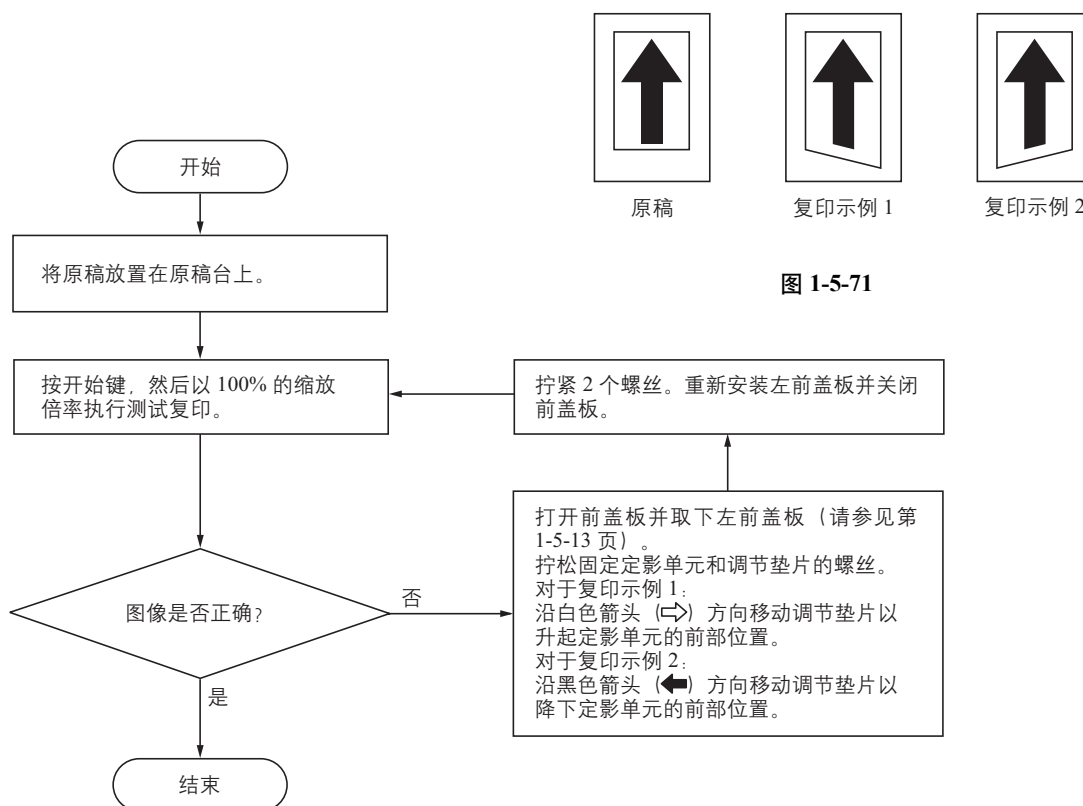 原稿
复印示例 1
复印示例 2
图 1-5-71
开始
将原稿放置在原稿台上。
按开始键，然后以 100% 的缩放
倍率执行测试复印。
拧紧 2 个螺丝。重新安装左前盖板并关闭
前盖板。
图像是否正确？
否
打开前盖板并取下左前盖板（请参见第
1-5-13 页）。
拧松固定定影单元和调节垫片的螺丝。
对于复印示例 1：
沿白色箭头（⇨）方向移动调节垫片以
升起定影单元的前部位置。
对于复印示例 2：
沿黑色箭头（⬅）方向移动调节垫片以
降下定影单元的前部位置。
是
结束